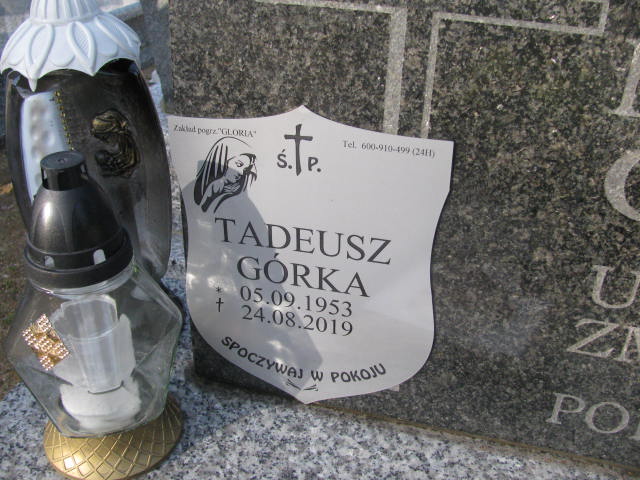 Zakład pogrz."GLORIA"
Tel. 600-910-499 (24H)
Ś.P.
TADEUSZ
GÓRKA
* 05.09.1953
† 24.08.2019
SPOCZYWAJ W POKOJU